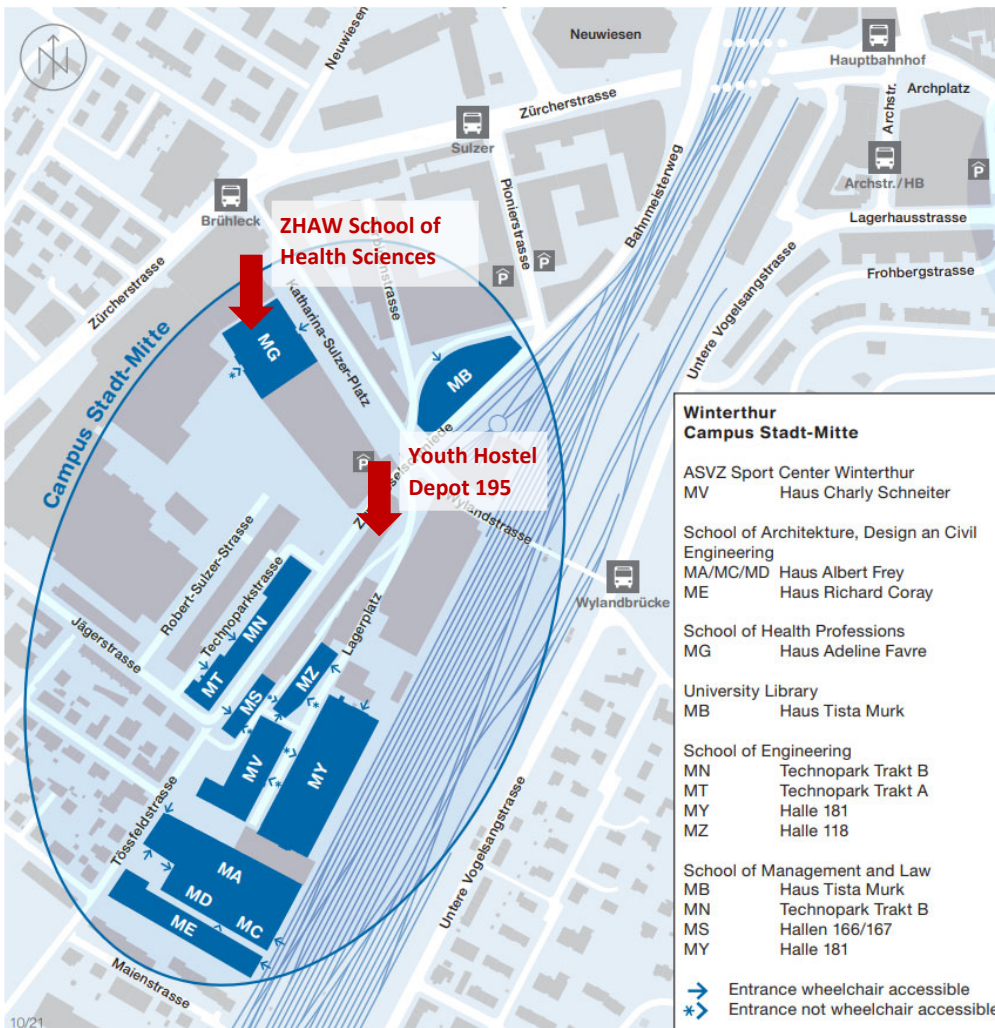 Neuwiesen
Neuwiesen
Hauptbahnhof
Archstr.
Archplatz
Zürcherstrasse
Sulzer
Archstr./HB
Pionierstrasse
Bahnmeisterweg
Brühleck
Lagerhausstrasse
ZHAW School of
Health Sciences
Frohbergstrasse
Zürcherstrasse
Katharina-Sulzer-Platz
Untere Vogelsangstrasse
MG
MB
Campus Stadt-Mitte
Youth Hostel
Depot 195
Wylandstrasse
Robert-Sulzer-Strasse
Technoparkstrasse
Wylandbrücke
Jägerstrasse
Lagerplatz
MN
MT
MZ
MS
MV
MY
Tössfeldstrasse
Untere Vogelsangstrasse
MA
MD
MC
ME
Maienstrasse
10/21
Winterthur
Campus Stadt-Mitte
ASVZ Sport Center Winterthur
MV Haus Charly Schneiter
School of Architekture, Design an Civil
Engineering
MA/MC/MD Haus Albert Frey
ME Haus Richard Coray
School of Health Professions
MG Haus Adeline Favre
University Library
MB Haus Tista Murk
School of Engineering
MN Technopark Trakt B
MT Technopark Trakt A
MY Halle 181
MZ Halle 118
School of Management and Law
MB Haus Tista Murk
MN Technopark Trakt B
MS Hallen 166/167
MY Halle 181
Entrance wheelchair accessible
Entrance not wheelchair accessible
P
P
P
P
N